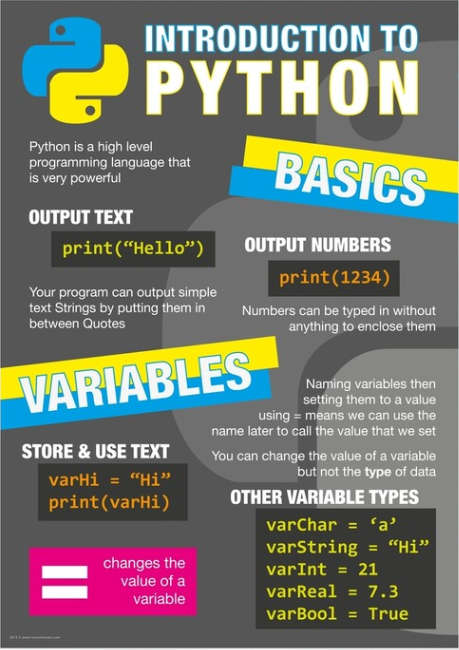 INTRODUCTION TO
PYTHON
Python is a high level
programming language that
is very powerful
BASICS
OUTPUT TEXT
print(“Hello”)
Your program can output simple
text Strings by putting them in
between Quotes
OUTPUT NUMBERS
print(1234)
Numbers can be typed in without
anything to enclose them
VARIABLES
Naming variables then
setting them to a value
using = means we can use the
name later to call the value that we set
You can change the value of a variable
but not the type of data
STORE & USE TEXT
varHi = “Hi”
print(varHi)
=
changes the
value of a
variable
OTHER VARIABLE TYPES
varChar = ‘a’
varString = “Hi”
varInt = 21
varReal = 7.3
varBool = True